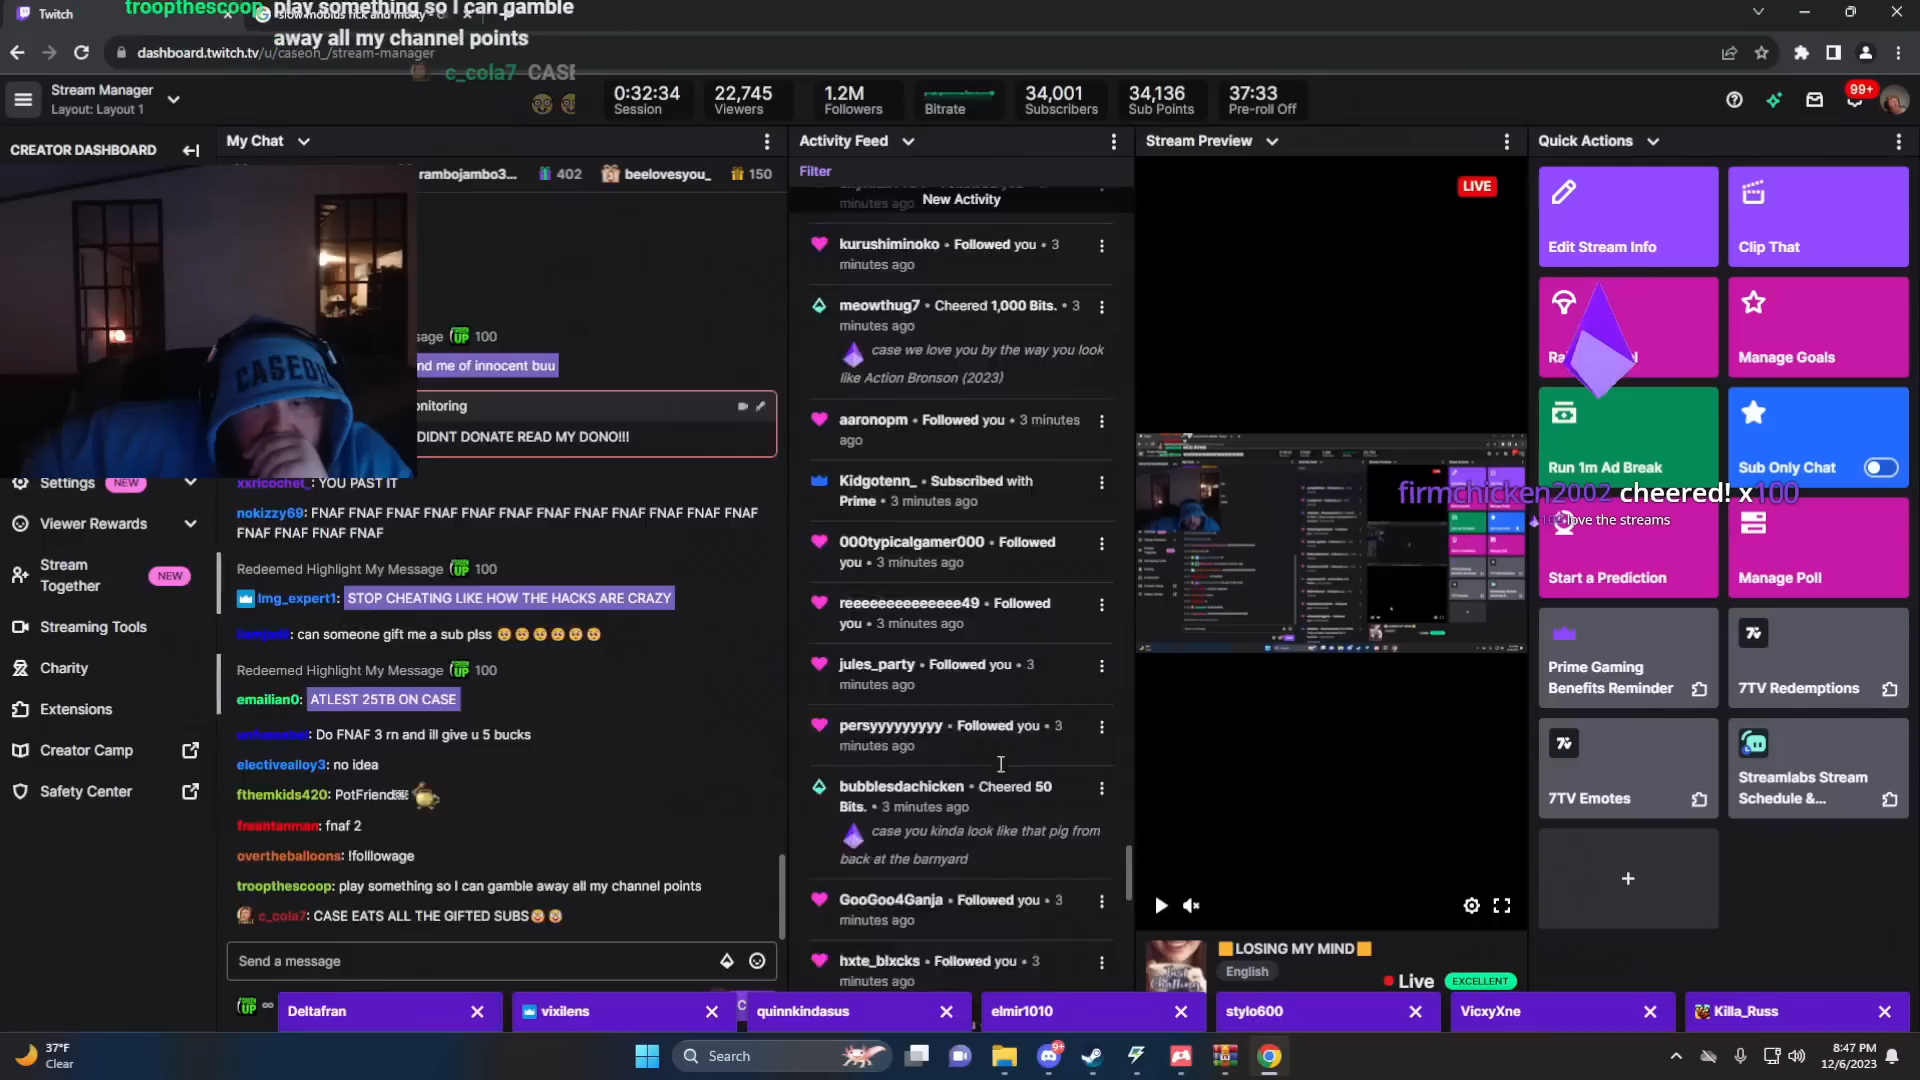 Twitch
slow mobius rick and morty - G
troopthescoop play something so I can gamble
away all my channel points
c_cola7 CASE
dashboard.twitch.tv/u/caseoh_/stream-manager
Stream Manager
Layout: Layout 1
0:32:34
Session
22,745
Viewers
1.2M
Followers
Bitrate
34,001
Subscribers
34,136
Sub Points
37:33
Pre-roll Off
99+
CREATOR DASHBOARD
Settings NEW
Viewer Rewards
Stream
Together NEW
Streaming Tools
Charity
Extensions
Creator Camp
Safety Center
CASEOH
My Chat
rambojambo3... 402 beelovesyou_ 150
sage 100
nd me of innocent buu
onitoring
DIDNT DONATE READ MY DONO!!!
xxricochet_: YOU PAST IT
nokizzy69: FNAF FNAF FNAF FNAF FNAF FNAF FNAF FNAF FNAF FNAF FNAF
FNAF FNAF FNAF FNAF
Redeemed Highlight My Message 100
lmg_expert1: STOP CHEATING LIKE HOW THE HACKS ARE CRAZY
can someone gift me a sub plss
Redeemed Highlight My Message 100
emailian0: ATLEST 25TB ON CASE
Do FNAF 3 rn and ill give u 5 bucks
electivealloy3: no idea
fthemkids420: PotFriend
freantanman: fnaf 2
overtheballoons: !folllowage
troopthescoop: play something so I can gamble away all my channel points
c_cola7: CASE EATS ALL THE GIFTED SUBS
Send a message
Activity Feed
Filter
minutes ago
New Activity
kurushiminoko • Followed you • 3
minutes ago
meowthug7 • Cheered 1,000 Bits. • 3
minutes ago
case we love you by the way you look
like Action Bronson (2023)
aaronopm • Followed you • 3 minutes
ago
Kidgotenn_ • Subscribed with
Prime • 3 minutes ago
000typicalgamer000 • Followed
you • 3 minutes ago
reeeeeeeeeeeee49 • Followed
you • 3 minutes ago
jules_party • Followed you • 3
minutes ago
persyyyyyyyyy • Followed you • 3
minutes ago
bubblesdachicken • Cheered 50
Bits. • 3 minutes ago
case you kinda look like that pig from
back at the barnyard
GooGoo4Ganja • Followed you • 3
minutes ago
hxte_blxcks • Followed you • 3
minutes ago
Stream Preview
LIVE
LOSING MY MIND
English
Live EXCELLENT
Quick Actions
Edit Stream Info
Clip That
Manage Goals
Run 1m Ad Break
Sub Only Chat
firmchicken2002 cheered! x100
100 love the streams
Start a Prediction
Manage Poll
Prime Gaming
Benefits Reminder
7TV Redemptions
7TV Emotes
Streamlabs Stream
Schedule &...
+
Deltafran
vixilens
quinnkindasus
elmir1010
stylo600
VicxyXne
Killa_Russ
37°F
Clear
Search
9+
8:47 PM
12/6/2023